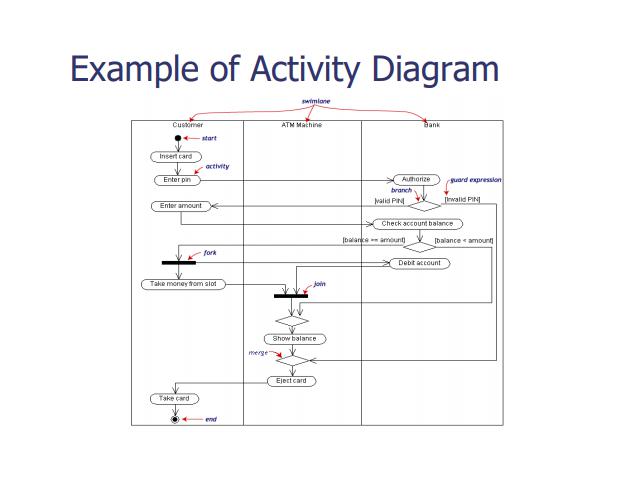 Example of Activity Diagram
swimlane
Customer
ATM Machine
Bank
start
Insert card
activity
Enter pin
Authorize
guard expression
branch
[valid PIN]
[Invalid PIN]
Enter amount
Check account balance
[balance >= amount]
[balance < amount]
fork
Debit account
Take money from slot
join
Show balance
merge
Eject card
Take card
end